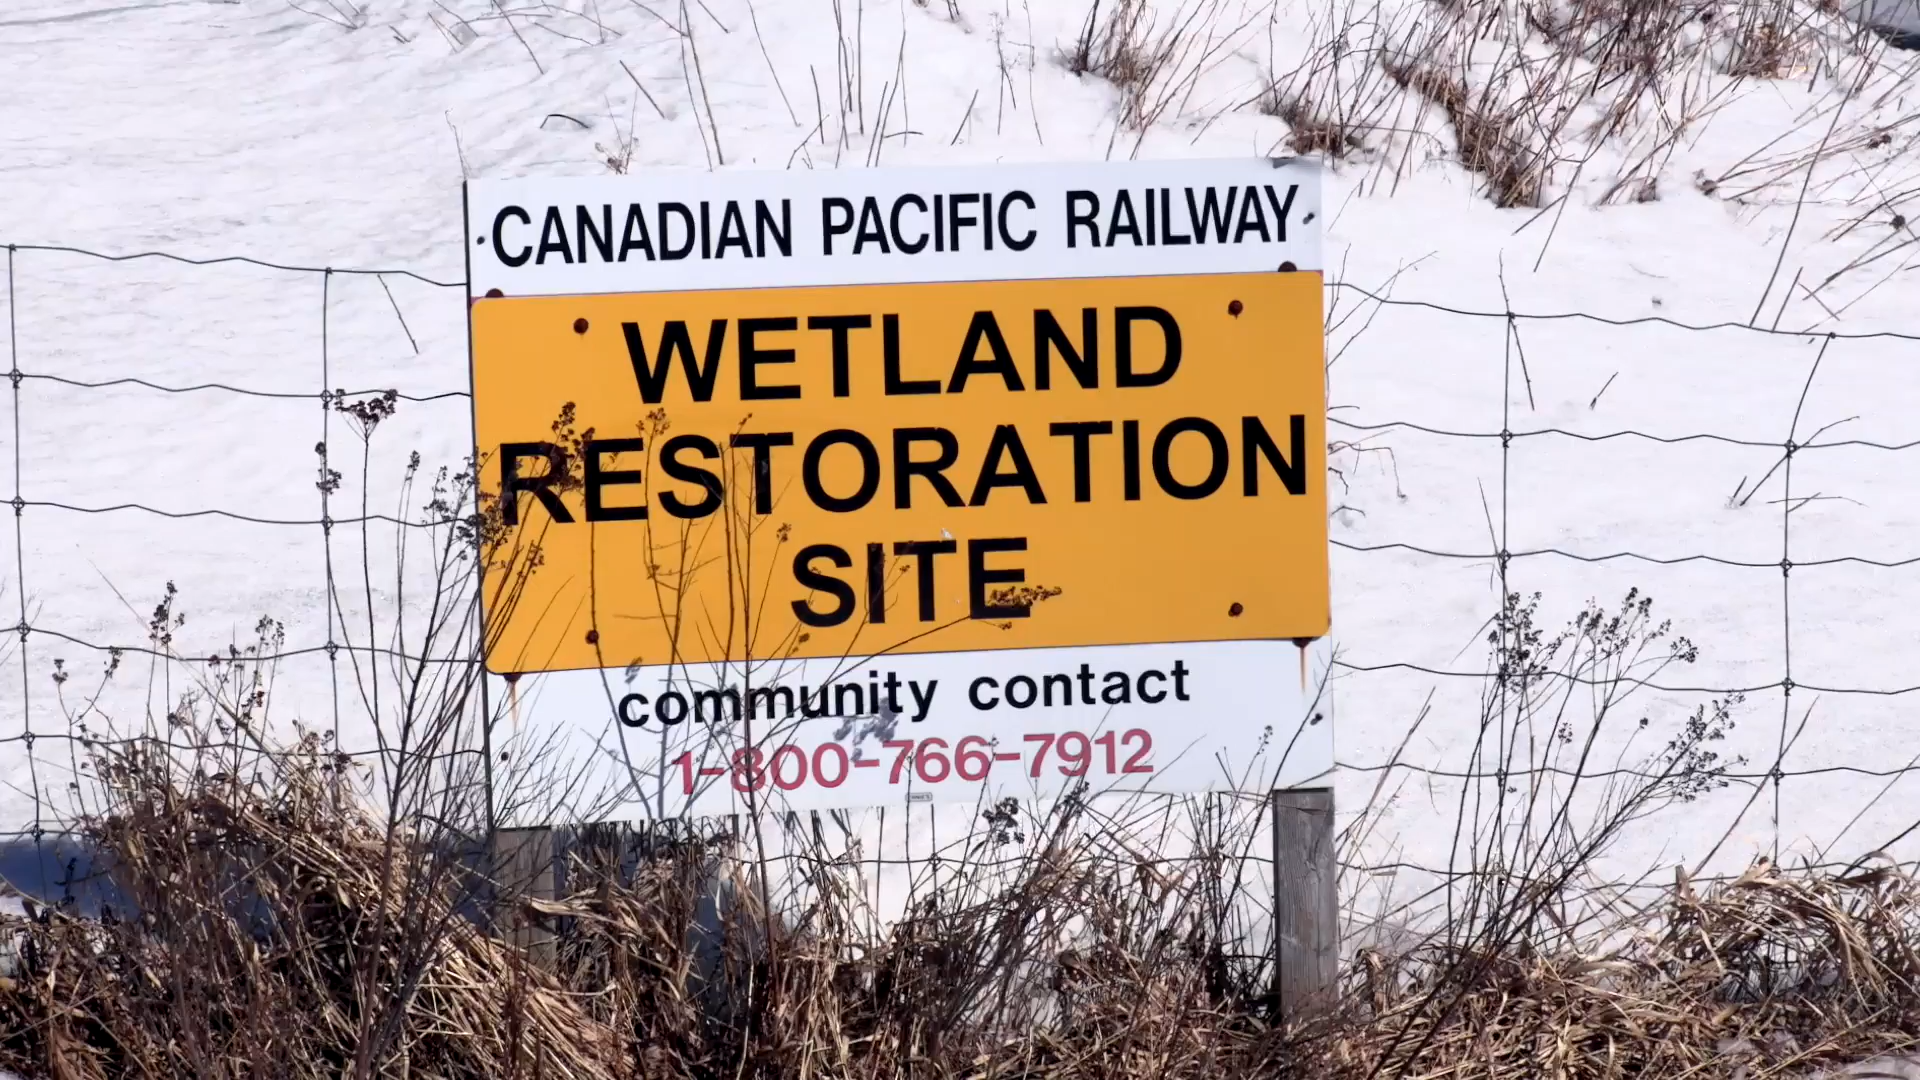 CANADIAN PACIFIC RAILWAY
WETLAND
RESTORATION
SITE
community contact
1-800-766-7912